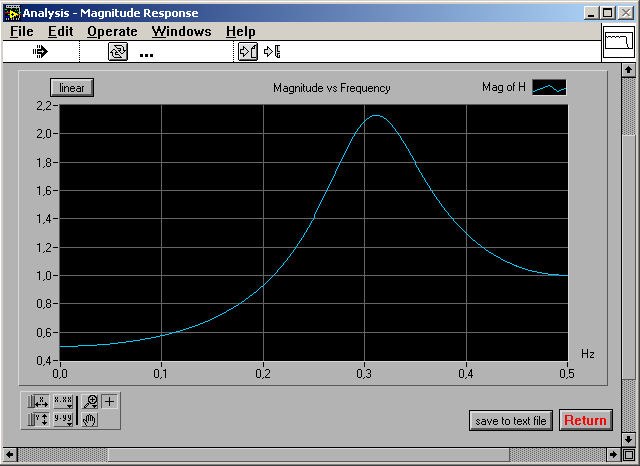 Analysis - Magnitude Response
File Edit Operate Windows Help
...
linear
Magnitude vs Frequency
Mag of H
2,2
2,0
1,8
1,6
1,4
1,2
1,0
0,8
0,6
0,4
0,0 0,1 0,2 0,3 0,4 0,5
Hz
X x.xx
Y y.yy
save to text file
Return